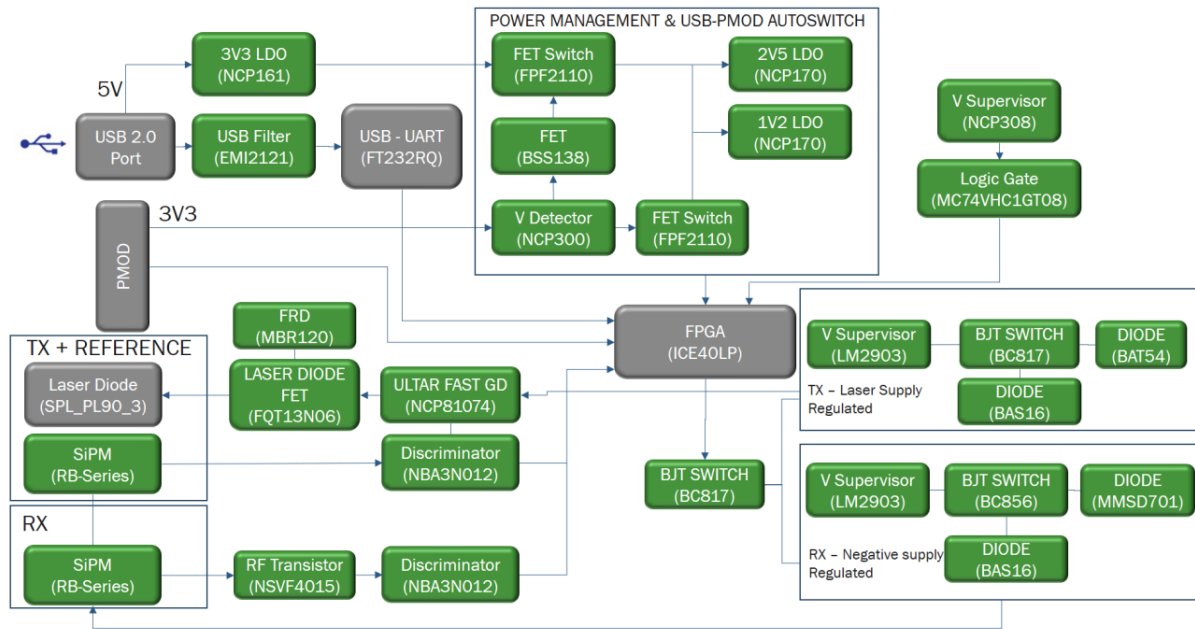 POWER MANAGEMENT & USB-PMOD AUTOSWITCH
3V3 LDO
(NCP161)
FET Switch
(FPF2110)
2V5 LDO
(NCP170)
5V
V Supervisor
(NCP308)
USB 2.0
Port
USB Filter
(EMI2121)
USB - UART
(FT232RQ)
FET
(BSS138)
1V2 LDO
(NCP170)
Logic Gate
(MC74VHC1GT08)
3V3
PMOD
V Detector
(NCP300)
FET Switch
(FPF2110)
FRD
(MBR120)
FPGA
(ICE40LP)
V Supervisor
(LM2903)
BJT SWITCH
(BC817)
DIODE
(BAT54)
TX – Laser Supply
Regulated
DIODE
(BAS16)
TX + REFERENCE
Laser Diode
(SPL_PL90_3)
LASER DIODE
FET
(FQT13N06)
ULTAR FAST GD
(NCP81074)
SiPM
(RB-Series)
Discriminator
(NBA3N012)
BJT SWITCH
(BC817)
V Supervisor
(LM2903)
BJT SWITCH
(BC856)
DIODE
(MMSD701)
RX – Negative supply
Regulated
DIODE
(BAS16)
RX
SiPM
(RB-Series)
RF Transistor
(NSVF4015)
Discriminator
(NBA3N012)